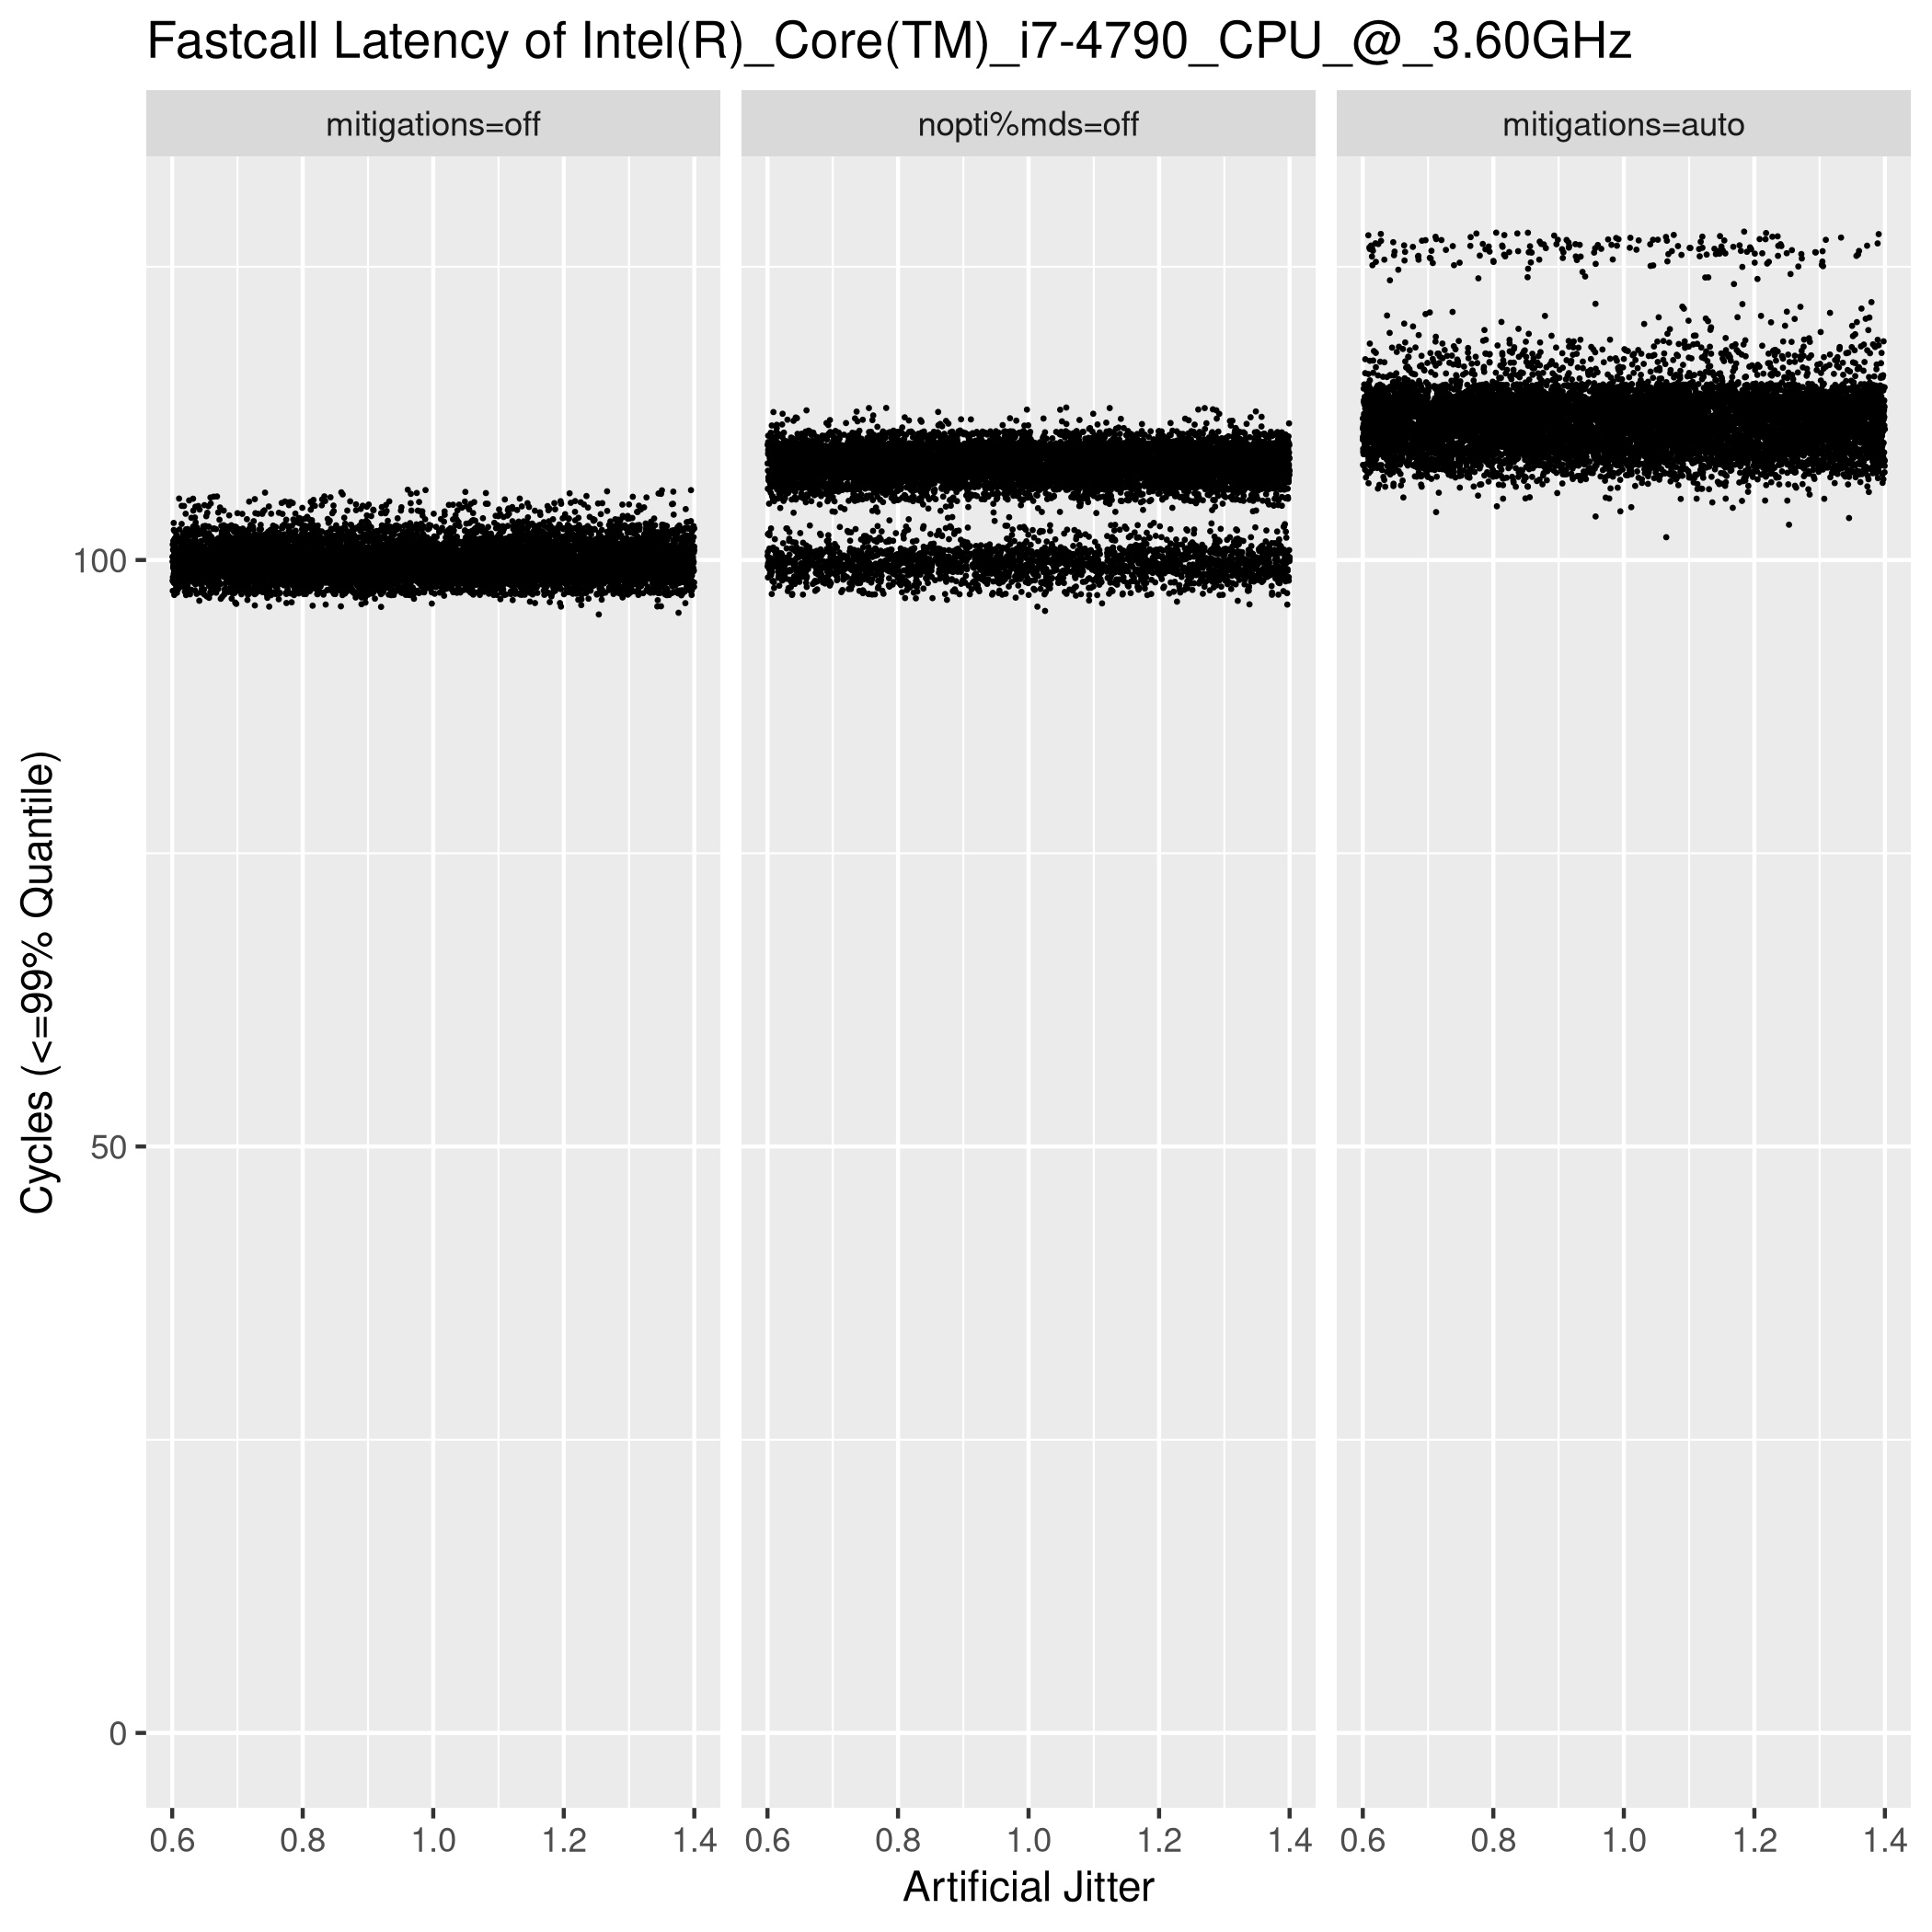 Fastcall Latency of Intel(R)_Core(TM)_i7-4790_CPU_@_3.60GHz
mitigations=off nopti%mds=off mitigations=auto
Cycles (<=99% Quantile)
100
50
0
0.6 0.8 1.0 1.2 1.4 0.6 0.8 1.0 1.2 1.4 0.6 0.8 1.0 1.2 1.4
Artificial Jitter